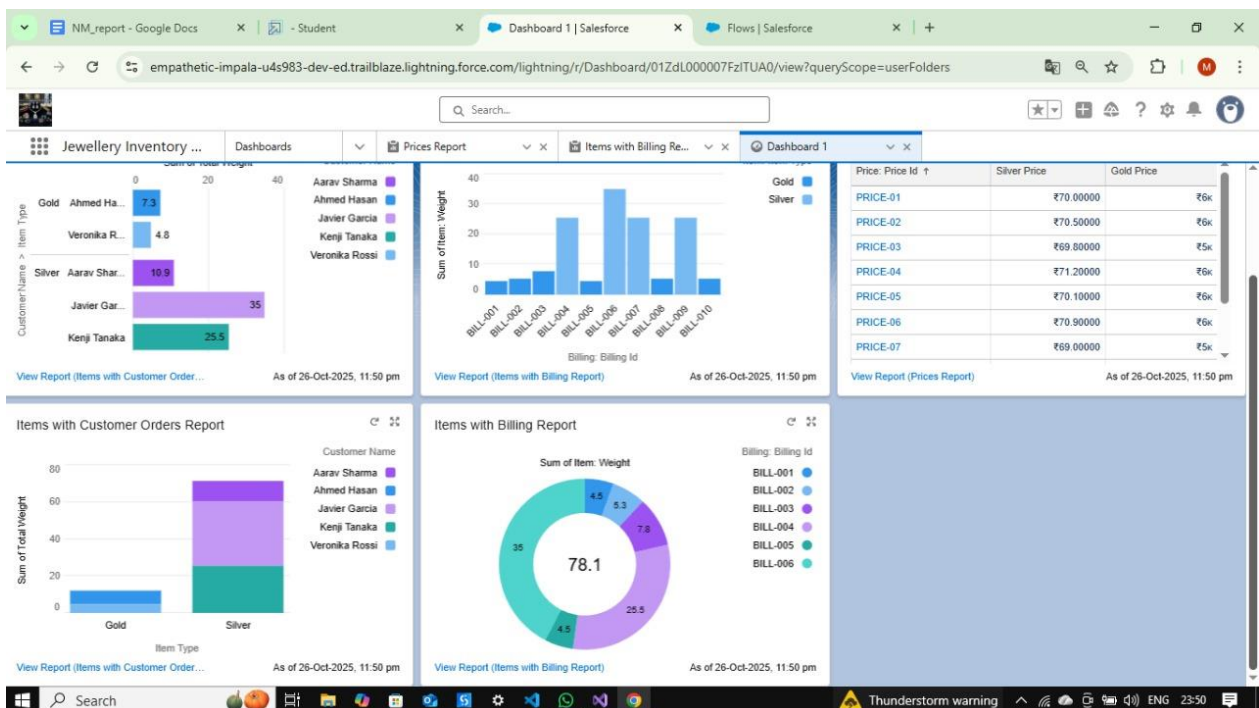 NM_report - Google Docs
- Student
Dashboard 1 | Salesforce
Flows | Salesforce
empathetic-impala-u4s983-dev-ed.trailblaze.lightning.force.com/lightning/r/Dashboard/01ZdL000007FzlTUA0/view?queryScope=userFolders
M
Search...
Jewellery Inventory ...
Dashboards
Prices Report
Items with Billing Re...
Dashboard 1
Sum of Total Weight
Customer Name
0 20 40
Customer Name > Item Type
Gold Ahmed Ha... 7.3
Veronika R... 4.8
Silver Aarav Shar... 10.9
Javier Gar... 35
Kenji Tanaka 25.5
Aarav Sharma
Ahmed Hasan
Javier Garcia
Kenji Tanaka
Veronika Rossi
View Report (Items with Customer Order...
As of 26-Oct-2025, 11:50 pm
Sum of Item: Weight
40
30
20
10
0
BILL-001
BILL-002
BILL-003
BILL-004
BILL-005
BILL-006
BILL-007
BILL-008
BILL-009
BILL-010
Billing: Billing Id
Gold
Silver
View Report (Items with Billing Report)
As of 26-Oct-2025, 11:50 pm
Price: Price Id ↑ Silver Price Gold Price
PRICE-01 ₹70.00000 ₹6K
PRICE-02 ₹70.50000 ₹6K
PRICE-03 ₹69.80000 ₹5K
PRICE-04 ₹71.20000 ₹6K
PRICE-05 ₹70.10000 ₹6K
PRICE-06 ₹70.90000 ₹6K
PRICE-07 ₹69.00000 ₹5K
View Report (Prices Report)
As of 26-Oct-2025, 11:50 pm
Items with Customer Orders Report
Sum of Total Weight
80
60
40
20
0
Gold Silver
Item Type
Customer Name
Aarav Sharma
Ahmed Hasan
Javier Garcia
Kenji Tanaka
Veronika Rossi
View Report (Items with Customer Order...
As of 26-Oct-2025, 11:50 pm
Items with Billing Report
Sum of Item: Weight
4.5
5.3
7.8
25.5
4.5
35
78.1
Billing: Billing Id
BILL-001
BILL-002
BILL-003
BILL-004
BILL-005
BILL-006
View Report (Items with Billing Report)
As of 26-Oct-2025, 11:50 pm
Search
Thunderstorm warning
ENG
23:50